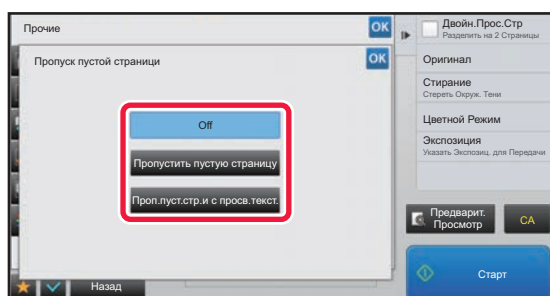 Прочие
OK
Пропуск пустой страници
OK
Off
Пропустить пустую страницу
Проп.пуст.стр.и с просв.текст.
Назад
Двойн.Прос.Стр
Разделить на 2 Страницы
Оригинал
Стирание
Стереть Окруж. Тени
Цветной Режим
Экспозиция
Указать Экспозиц. для Передачи
Предварит.
Просмотр
CA
Старт